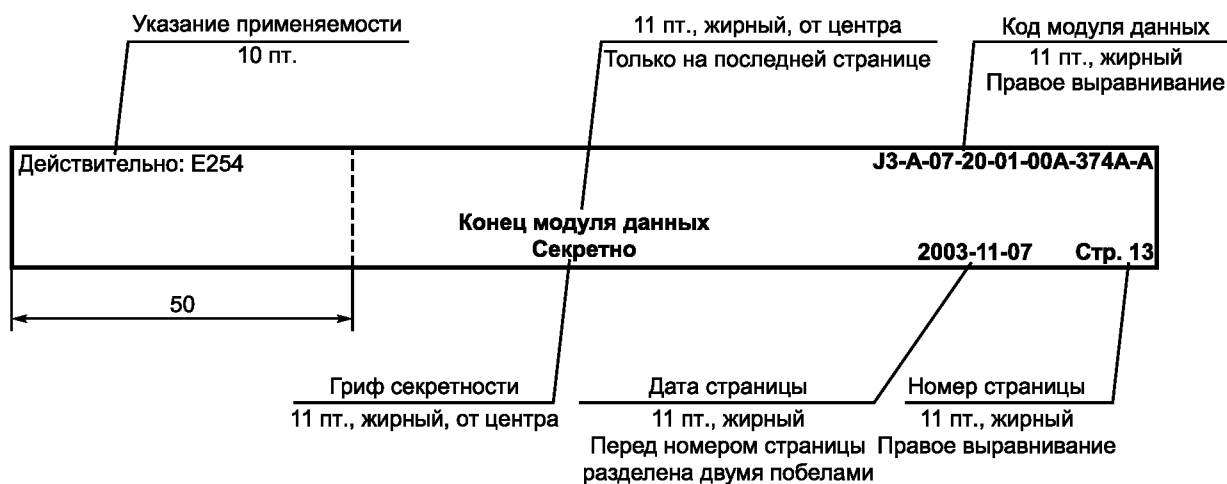 Указание применяемости
10 пт.
11 пт., жирный, от центра
Только на последней странице
Код модуля данных
11 пт., жирный
Правое выравнивание
Действительно: E254
J3-A-07-20-01-00A-374A-A
Конец модуля данных
Секретно
2003-11-07 Стр. 13
50
Гриф секретности
11 пт., жирный, от центра
Дата страницы
11 пт., жирный
Перед номером страницы
разделена двумя побелами
Номер страницы
11 пт., жирный
Правое выравнивание